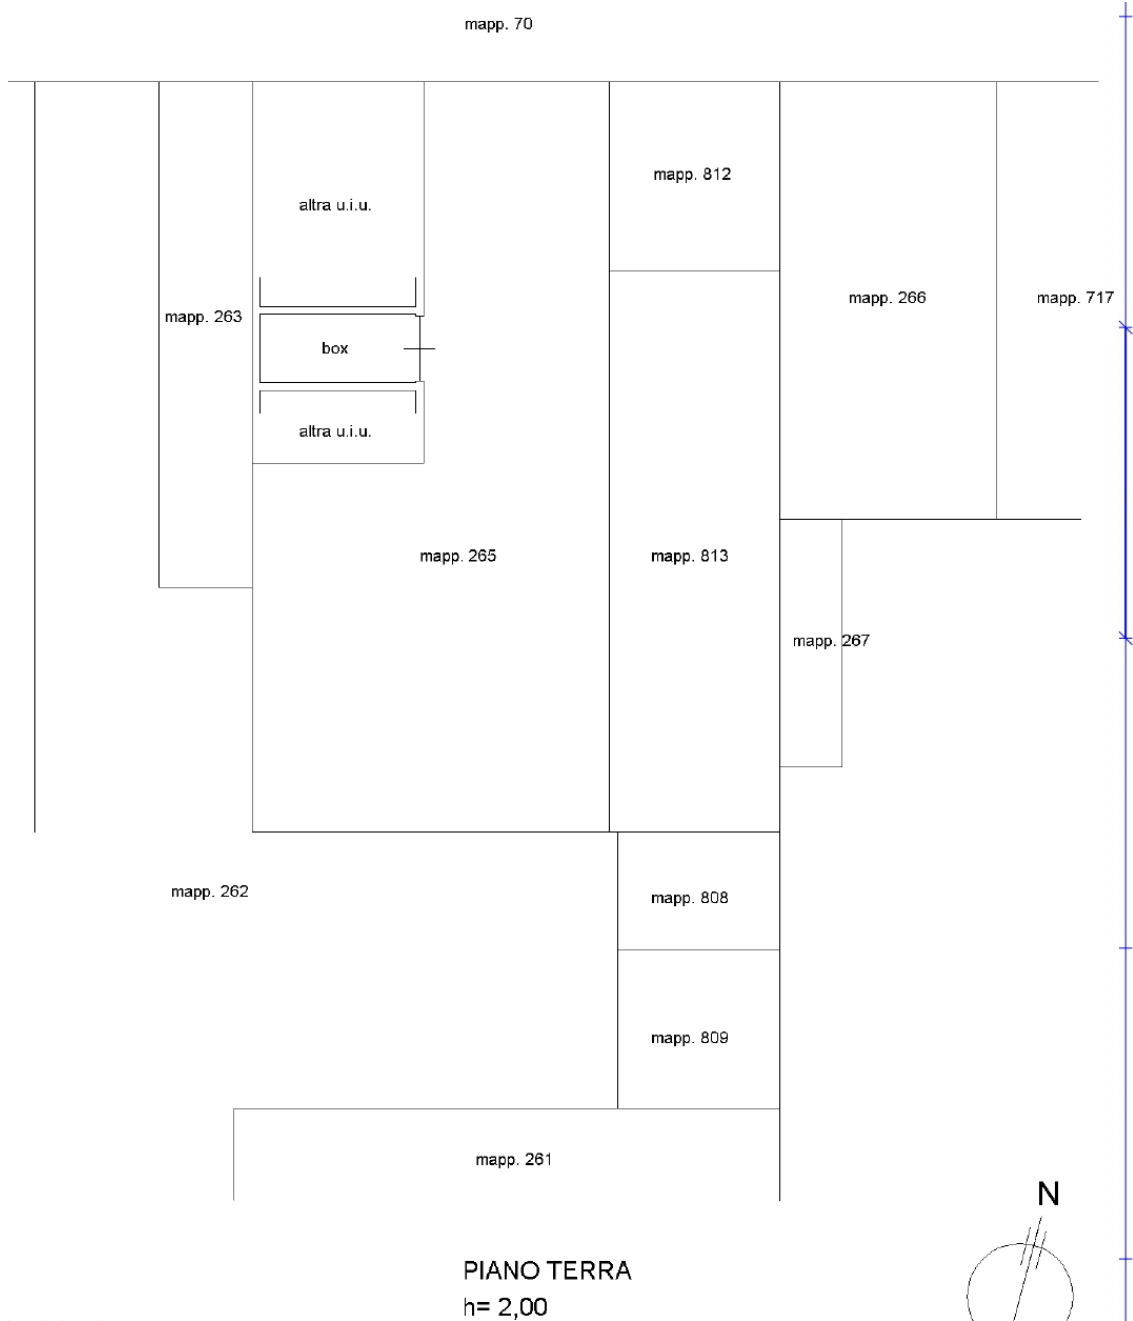 mapp. 70
mapp. 812
altra u.i.u.
mapp. 266
mapp. 717
mapp. 263
box
altra u.i.u.
mapp. 265
mapp. 813
mapp. 267
mapp. 262
mapp. 808
mapp. 809
mapp. 261
N
PIANO TERRA
h= 2,00